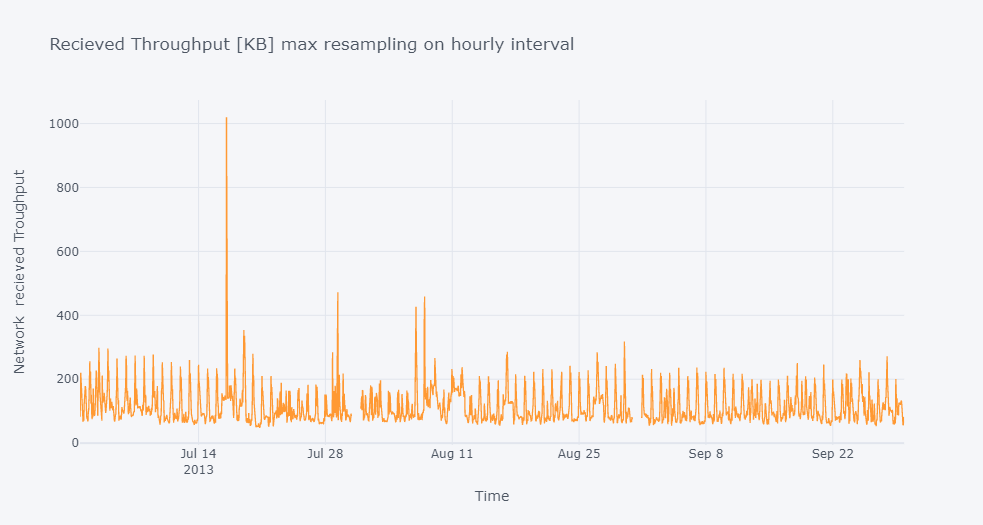 Recieved Throughput [KB] max resampling on hourly interval
1000
800
600
400
200
0
Network recieved Troughput
Jul 14
2013
Jul 28
Aug 11
Aug 25
Sep 8
Sep 22
Time